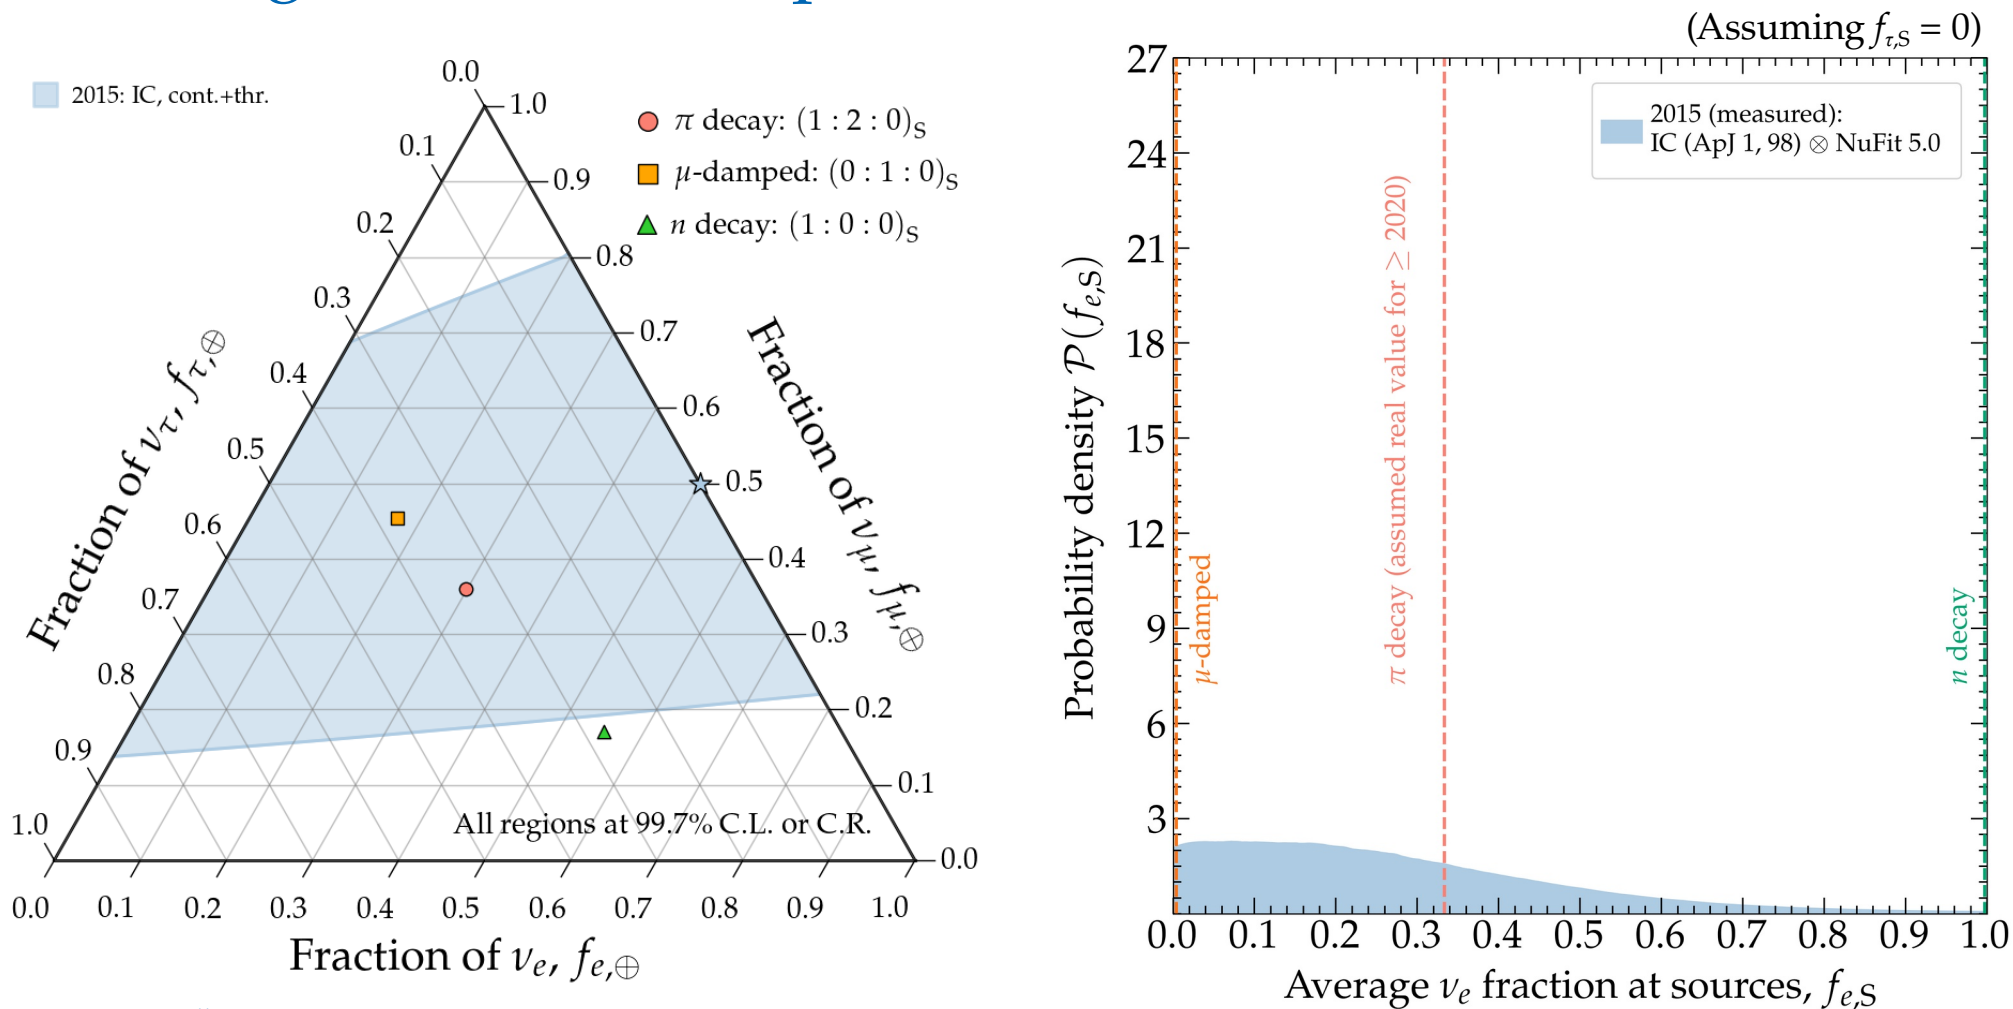 2015: IC, cont.+thr.
π decay: (1 : 2 : 0)S
μ-damped: (0 : 1 : 0)S
n decay: (1 : 0 : 0)S
0.0
0.1
0.2
0.3
0.4
0.5
0.6
0.7
0.8
0.9
1.0
1.0
0.9
0.8
0.7
0.6
0.5
0.4
0.3
0.2
0.1
0.0
Fraction of ντ, fτ,⊕
Fraction of νμ, fμ,⊕
All regions at 99.7% C.L. or C.R.
0.0 0.1 0.2 0.3 0.4 0.5 0.6 0.7 0.8 0.9 1.0
Fraction of νe, fe,⊕
(Assuming fτ,S = 0)
2015 (measured):
IC (ApJ 1, 98) ⊗ NuFit 5.0
27
24
21
18
15
12
9
6
3
Probability density P(fe,S)
μ-damped
π decay (assumed real value for ≥ 2020)
n decay
0.0 0.1 0.2 0.3 0.4 0.5 0.6 0.7 0.8 0.9 1.0
Average νe fraction at sources, fe,S